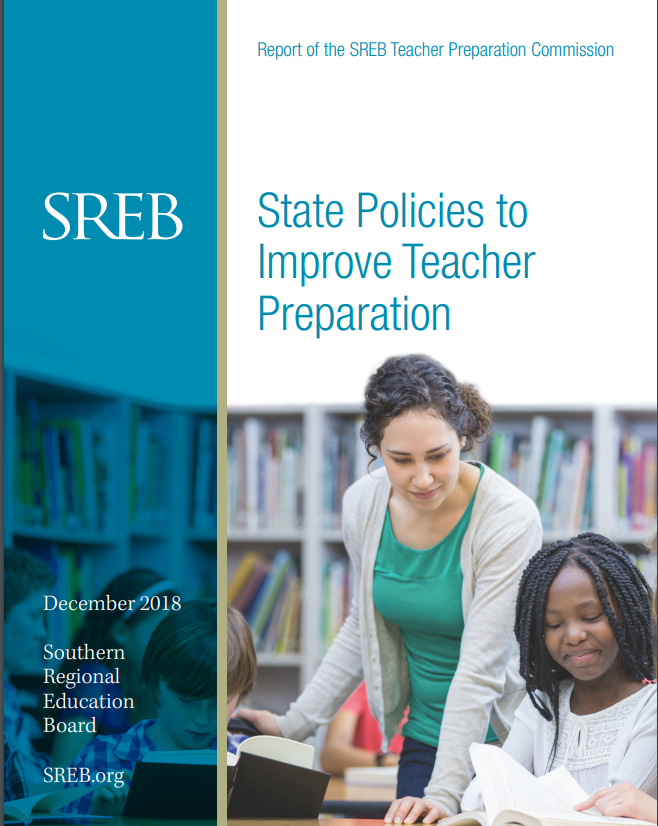 Report of the SREB Teacher Preparation Commission
SREB
State Policies to
Improve Teacher
Preparation
December 2018
Southern
Regional
Education
Board
SREB.org